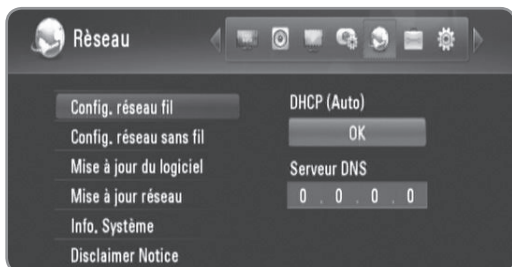 Rèseau
Config. réseau fil
Config. réseau sans fil
Mise à jour du logiciel
Mise à jour réseau
Info. Système
Disclaimer Notice
DHCP (Auto)
OK
Serveur DNS
0 . 0 . 0 . 0